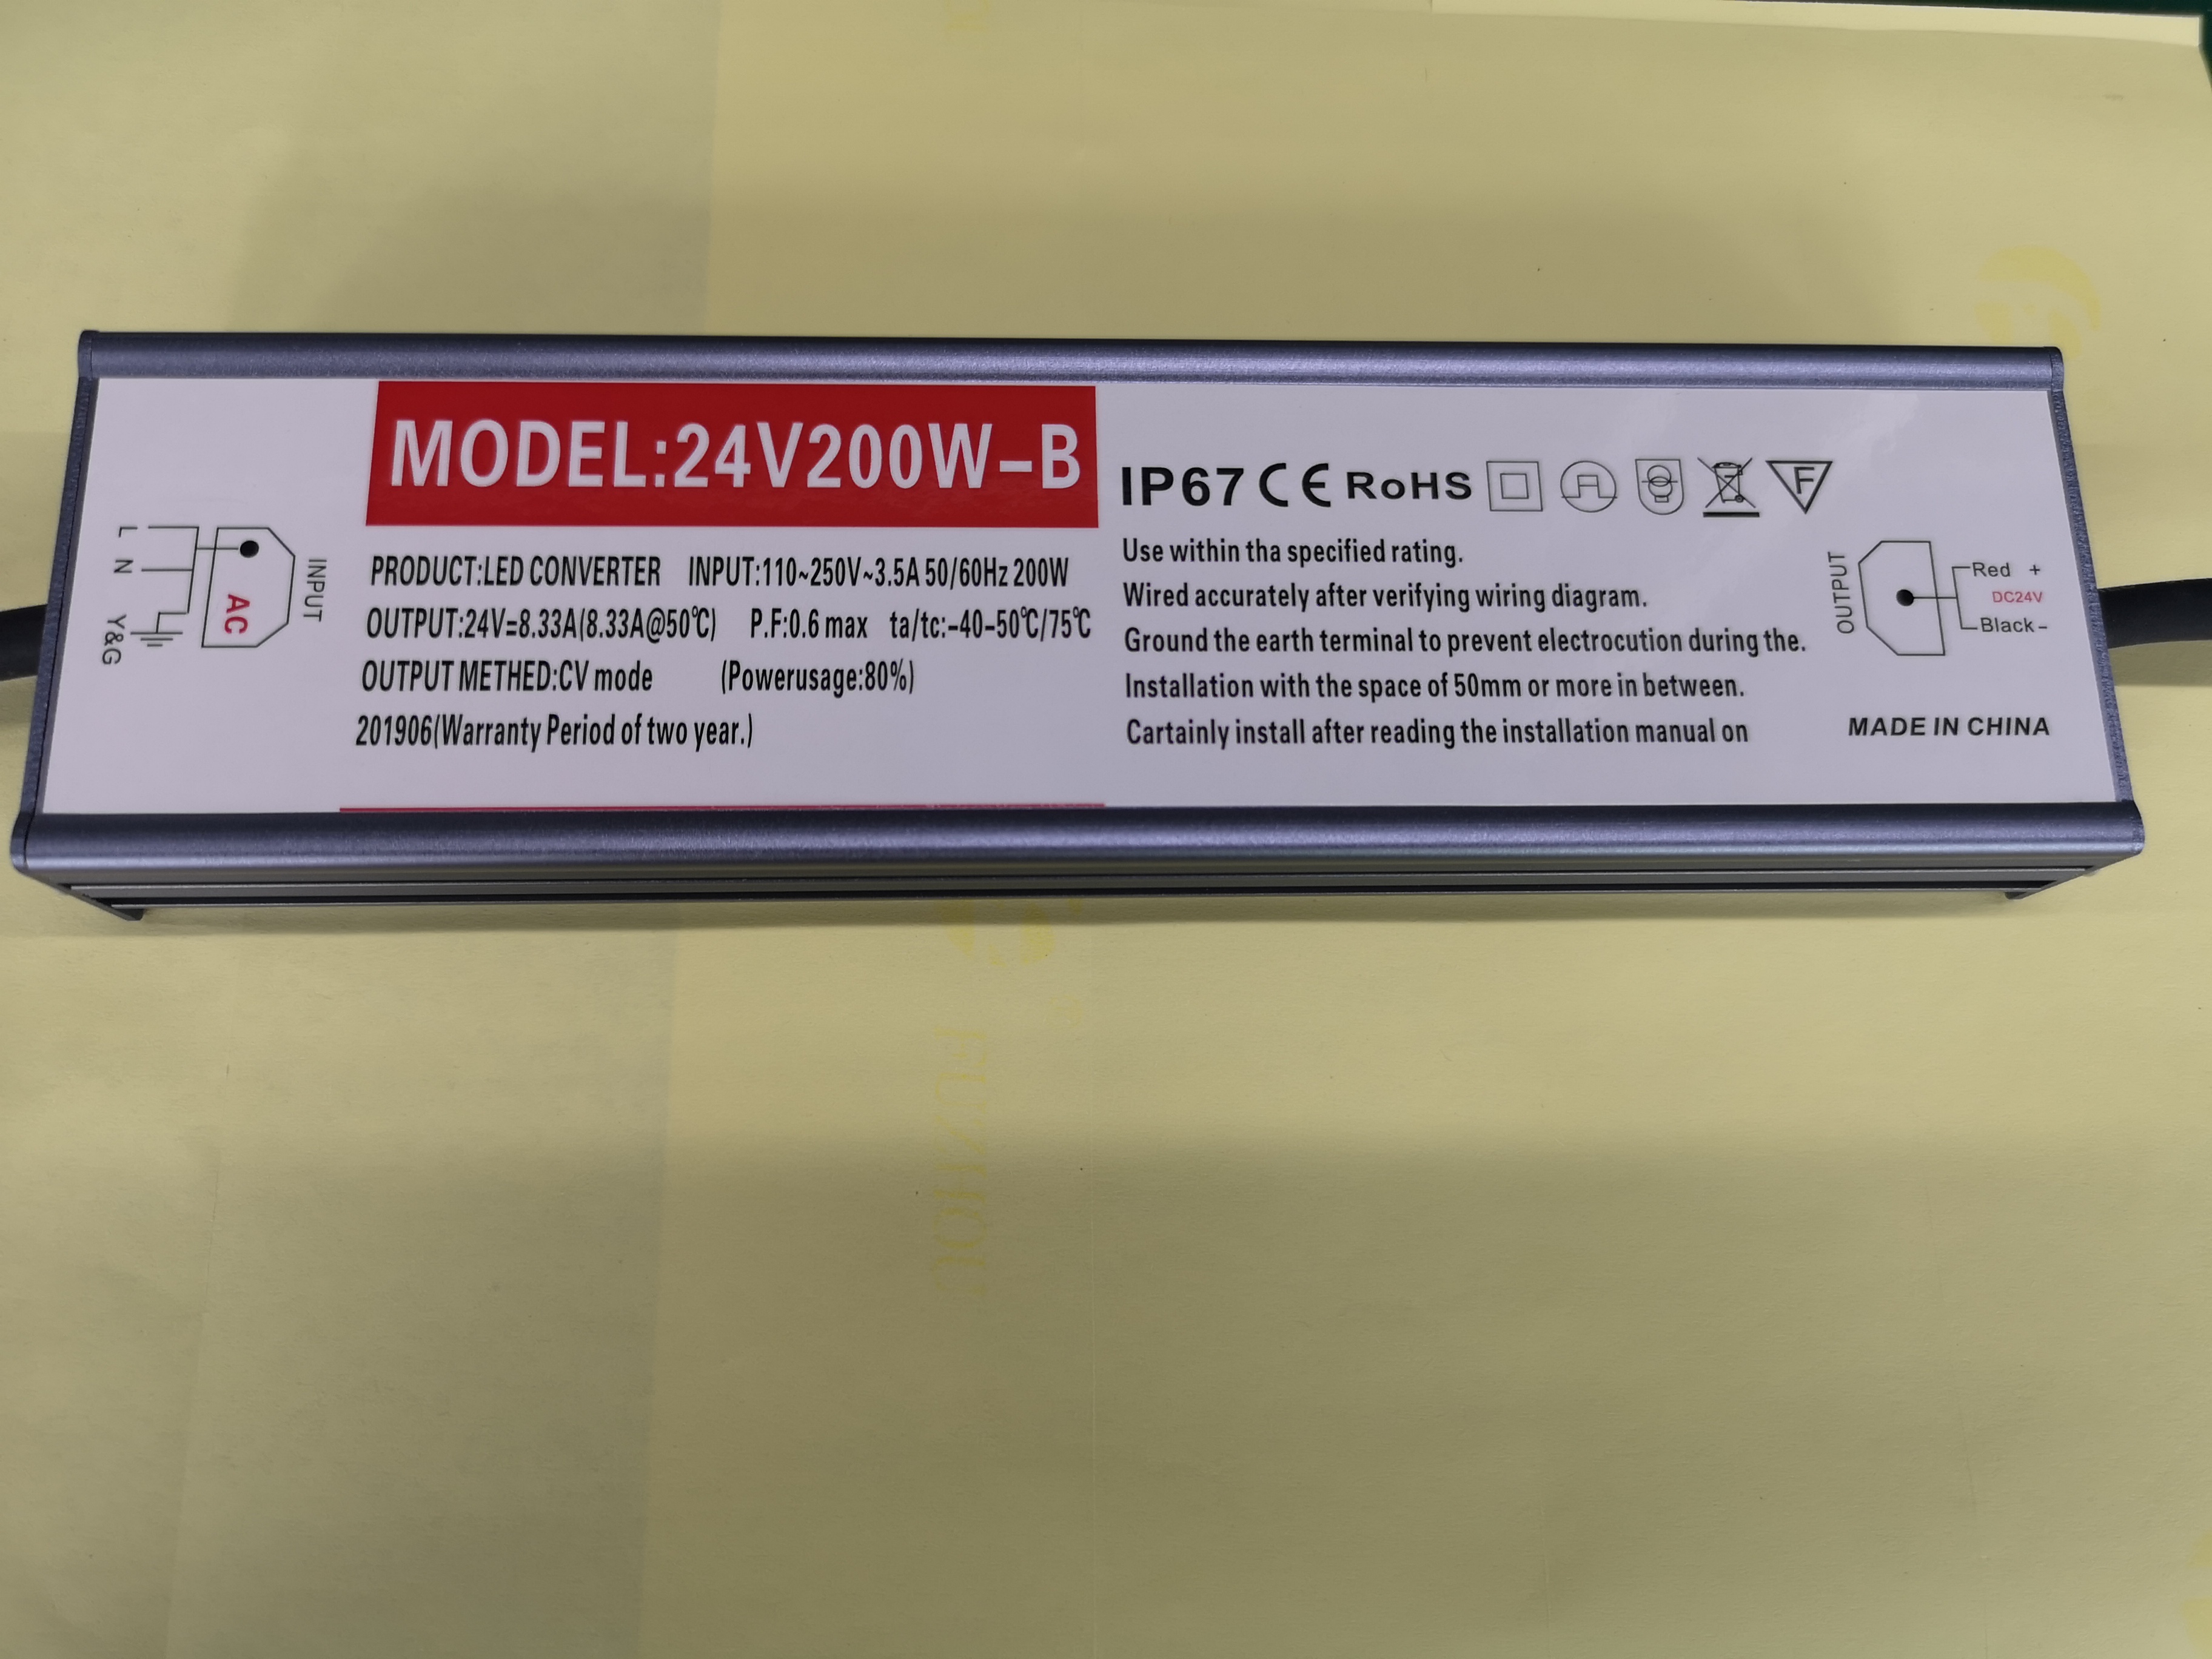 MODEL:24V200W-B
PRODUCT:LED CONVERTER INPUT:110~250V~3.5A 50/60Hz 200W
OUTPUT:24V=8.33A(8.33A@50℃) P.F:0.6 max ta/tc:-40-50℃/75℃
OUTPUT METHED:CV mode (Powerusage:80%)
201906(Warranty Period of two year.)
INPUT
AC
L
N
Y&G
IP67 CE RoHS F
Use within tha specified rating.
Wired accurately after verifying wiring diagram.
Ground the earth terminal to prevent electrocution during the.
Installation with the space of 50mm or more in between.
Cartainly install after reading the installation manual on
OUTPUT
Red +
DC24V
Black -
MADE IN CHINA